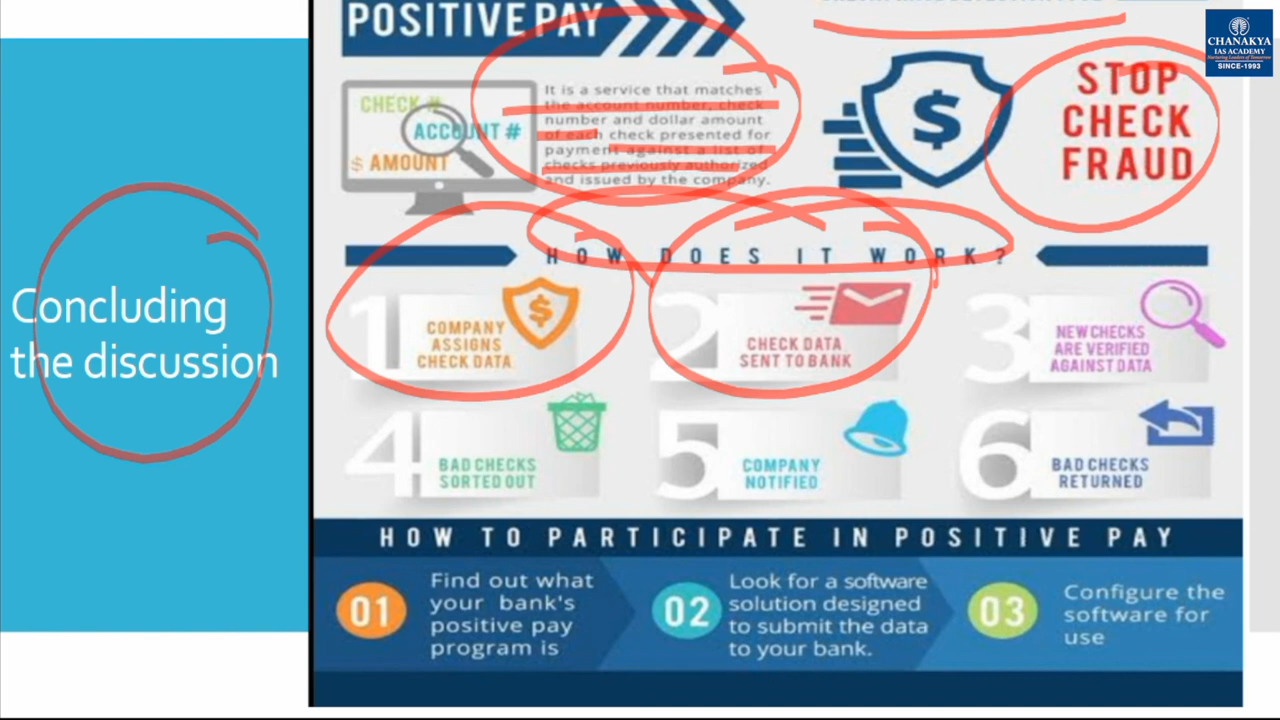 POSITIVE PAY
CHANAKYA
IAS ACADEMY
Nurturing Leaders of Tomorrow
SINCE-1993
CHECK #
ACCOUNT #
$ AMOUNT
It is a service that matches
the account number, check
number and dollar amount
of each check presented for
payment against a list of
checks previously authorized
and issued by the company.
$
STOP
CHECK
FRAUD
HOW DOES IT WORK?
Concluding
the discussion
1
COMPANY
ASSIGNS
CHECK DATA
$
2
CHECK DATA
SENT TO BANK
3
NEW CHECKS
ARE VERIFIED
AGAINST DATA
4
BAD CHECKS
SORTED OUT
5
COMPANY
NOTIFIED
6
BAD CHECKS
RETURNED
HOW TO PARTICIPATE IN POSITIVE PAY
01
Find out what
your bank's
positive pay
program is
02
Look for a software
solution designed
to submit the data
to your bank.
03
Configure the
software for
use